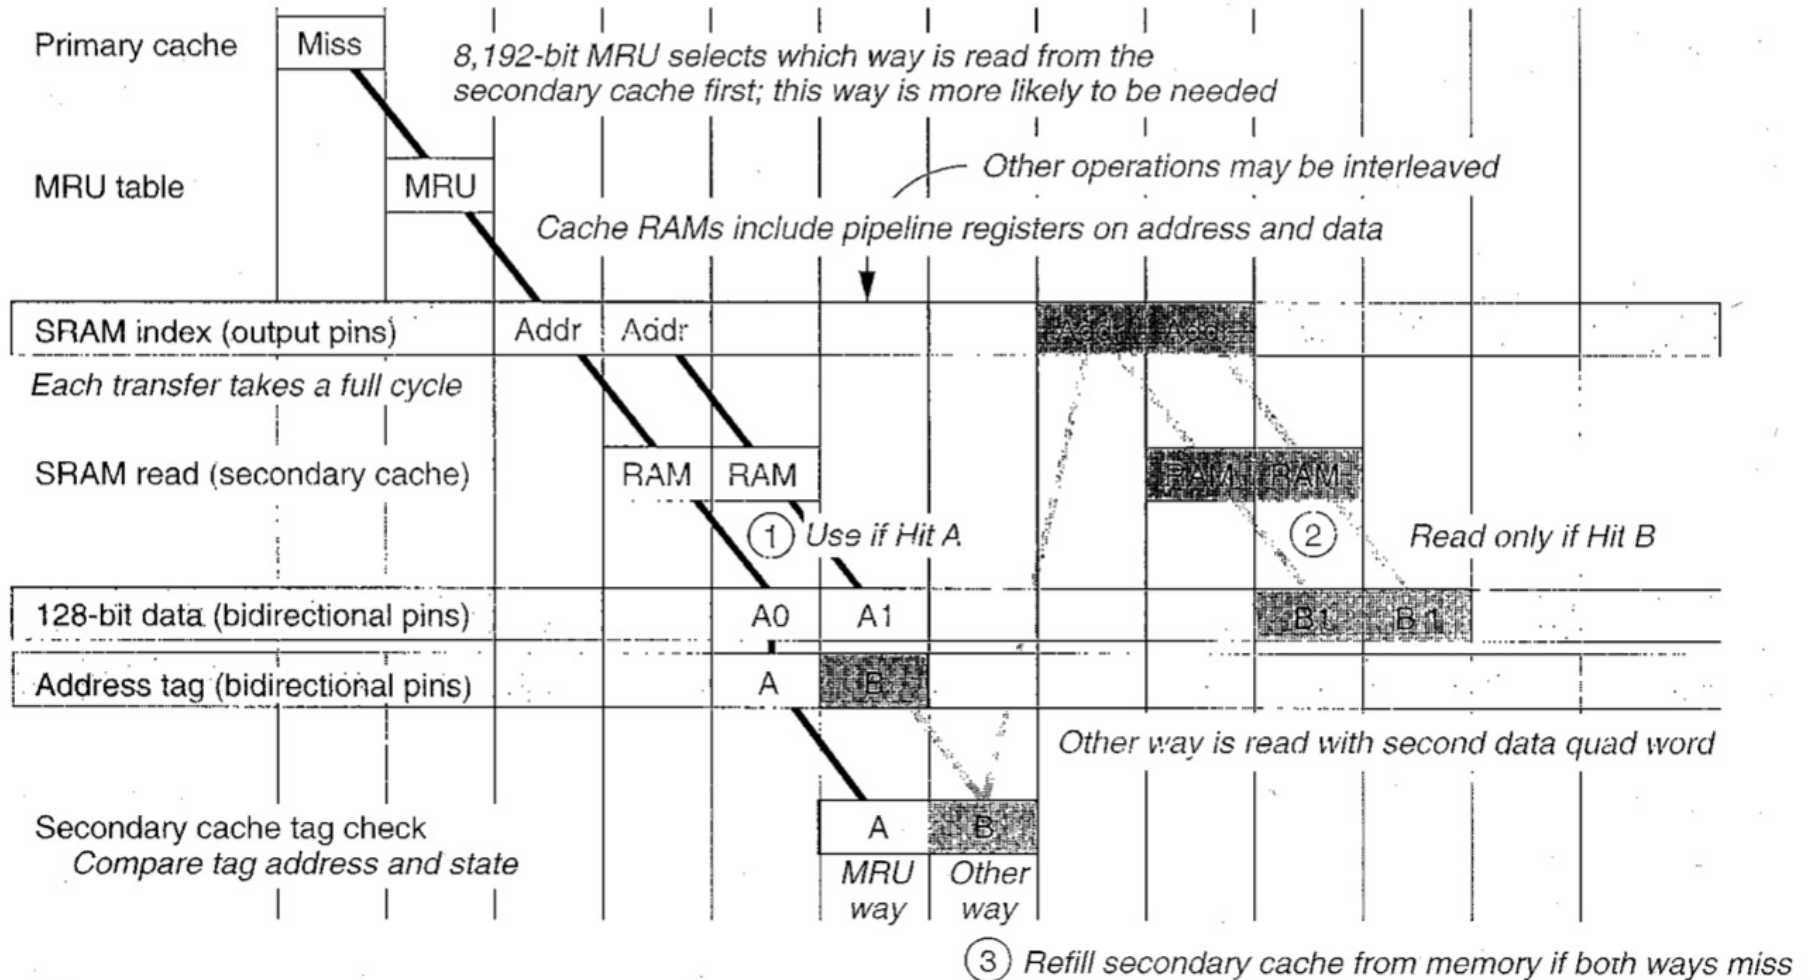 Primary cache
Miss
8,192-bit MRU selects which way is read from the
secondary cache first; this way is more likely to be needed
Other operations may be interleaved
MRU table
MRU
Cache RAMs include pipeline registers on address and data
SRAM index (output pins)
Addr Addr Addr Addr
Each transfer takes a full cycle
SRAM read (secondary cache)
RAM RAM RAM RAM
1 Use if Hit A
2 Read only if Hit B
128-bit data (bidirectional pins)
A0 A1 B1 B1
Address tag (bidirectional pins)
A B
Other way is read with second data quad word
Secondary cache tag check
A B
Compare tag address and state
MRU Other
way way
3 Refill secondary cache from memory if both ways miss